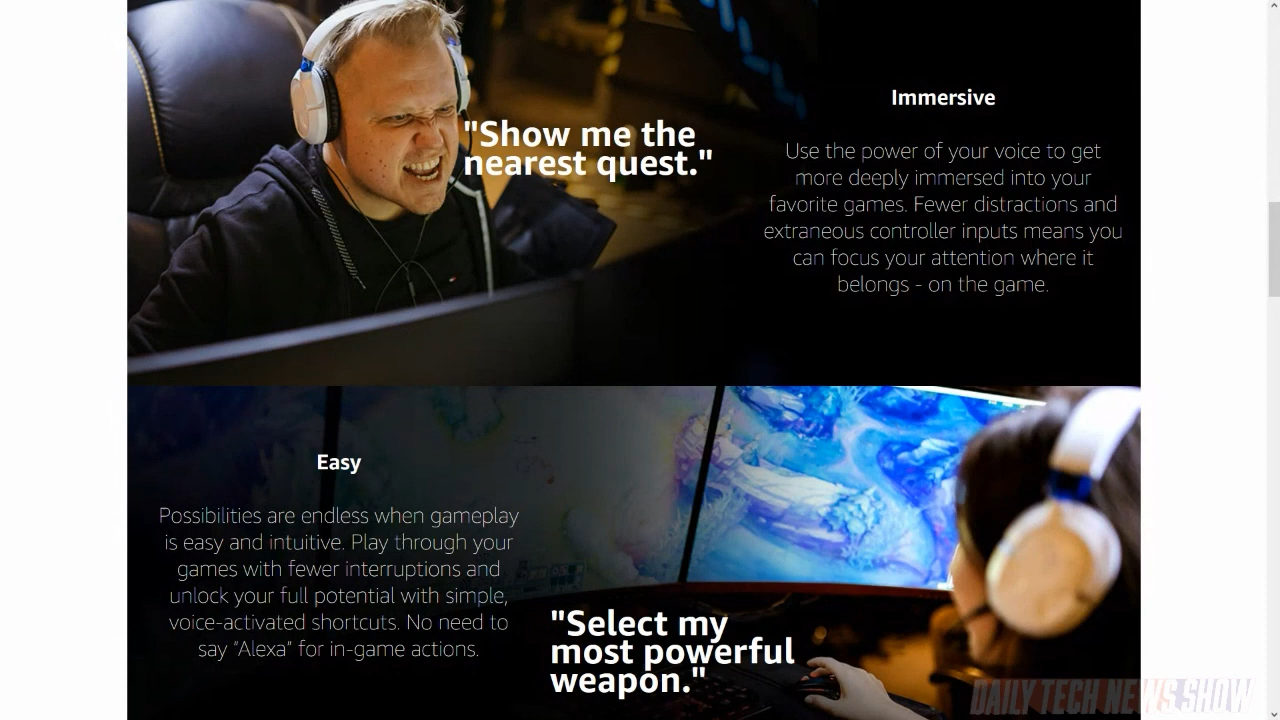 "Show me the
nearest quest."
Immersive
Use the power of your voice to get
more deeply immersed into your
favorite games. Fewer distractions and
extraneous controller inputs means you
can focus your attention where it
belongs - on the game.
Easy
Possibilities are endless when gameplay
is easy and intuitive. Play through your
games with fewer interruptions and
unlock your full potential with simple,
voice-activated shortcuts. No need to
say "Alexa" for in-game actions.
"Select my
most powerful
weapon."
DAILY TECH NEWS SHOW